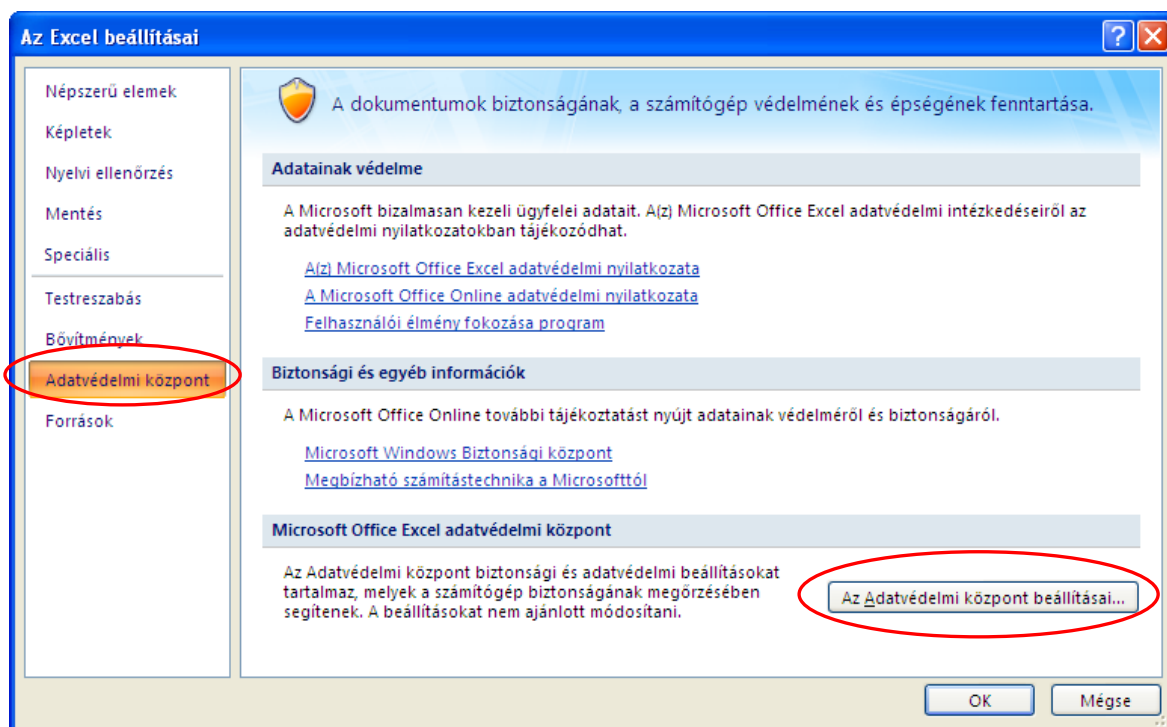 Az Excel beállításai
Népszerű elemek
Képletek
Nyelvi ellenőrzés
Mentés
Speciális
Testreszabás
Bővítmények
Adatvédelmi központ
Források
A dokumentumok biztonságának, a számítógép védelmének és épségének fenntartása.
Adatainak védelme
A Microsoft bizalmasan kezeli ügyfelei adatait. A(z) Microsoft Office Excel adatvédelmi intézkedéseiről az
adatvédelmi nyilatkozatokban tájékozódhat.
A(z) Microsoft Office Excel adatvédelmi nyilatkozata
A Microsoft Office Online adatvédelmi nyilatkozata
Felhasználói élmény fokozása program
Biztonsági és egyéb információk
A Microsoft Office Online további tájékoztatást nyújt adatainak védelméről és biztonságáról.
Microsoft Windows Biztonsági központ
Megbízható számítástechnika a Microsofttól
Microsoft Office Excel adatvédelmi központ
Az Adatvédelmi központ biztonsági és adatvédelmi beállításokat
tartalmaz, melyek a számítógép biztonságának megőrzésében
segítenek. A beállításokat nem ajánlott módosítani.
Az Adatvédelmi központ beállításai...
OK
Mégse